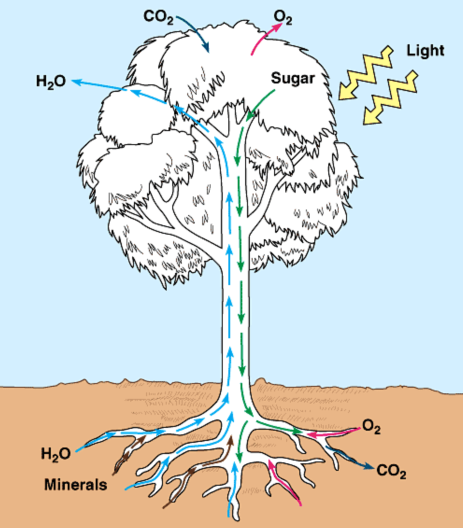 CO₂
O₂
Light
H₂O
Sugar
O₂
H₂O
CO₂
Minerals